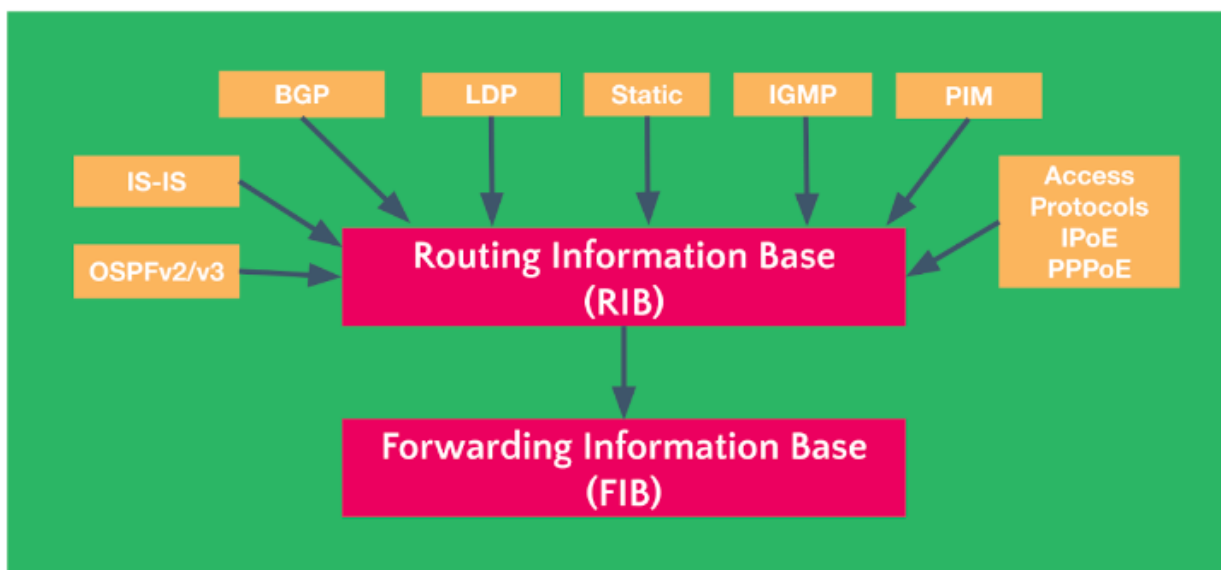 BGP
LDP
Static
IGMP
PIM
IS-IS
Access
Protocols
IPoE
PPPoE
OSPFv2/v3
Routing Information Base
(RIB)
Forwarding Information Base
(FIB)